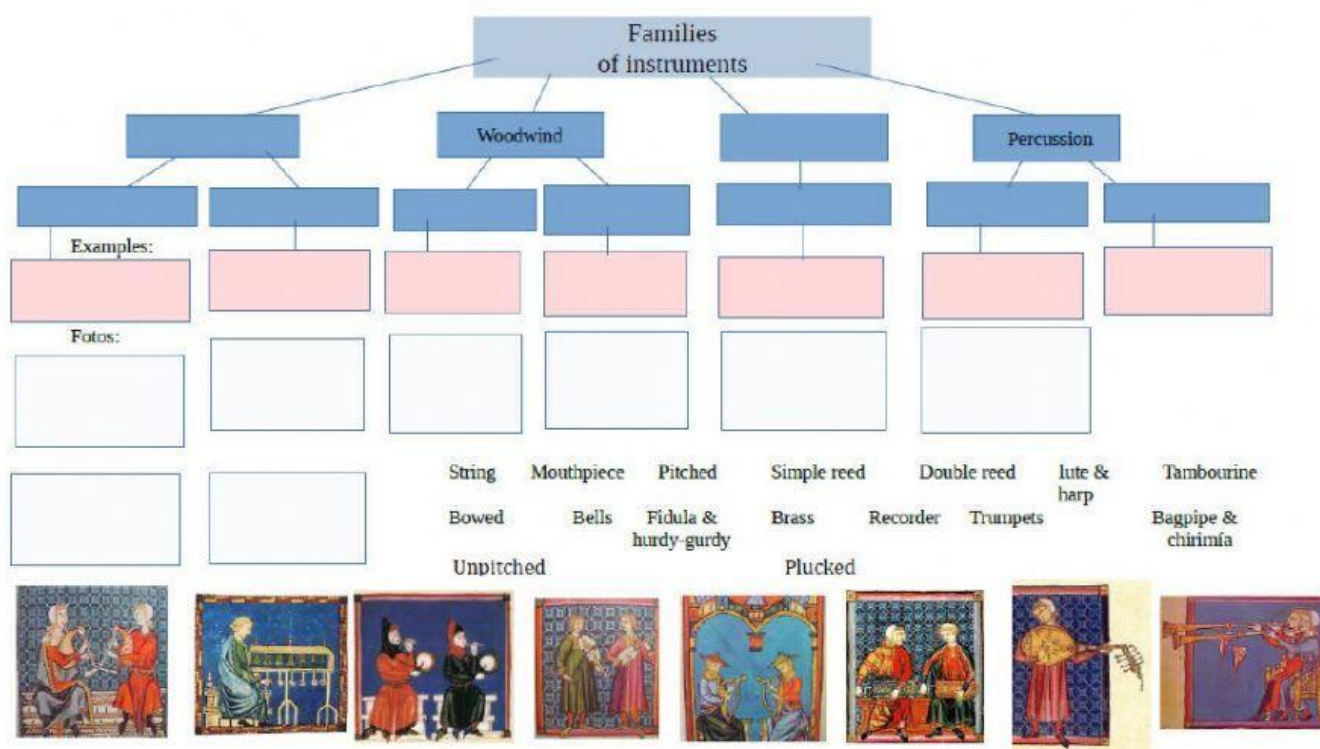 Families
of instruments
Woodwind
Percussion
Examples:
Fotos:
String Mouthpiece Pitched Simple reed Double reed lute &
harp Tambourine
Bowed Bells Fidula &
hurdy-gurdy Brass Recorder Trumpets Bagpipe &
chirimía
Unpitched Plucked